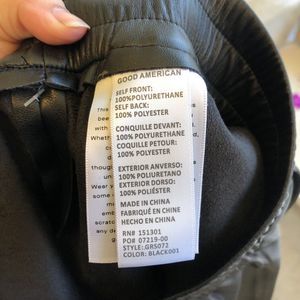 GOOD AMERICAN
SELF FRONT:
100%POLYURETHANE
SELF BACK:
100% POLYESTER
CONQUILLE DEVANT:
100% POLYURETHANE
COQUILLE PETOUR:
100% POLYESTER
EXTERIOR ANVERSO:
100% POLIURETANO
EXTERIOR DORSO:
100% POLIÉSTER
MADE IN CHINA
FABRIQUÉ EN CHINE
HECHO EN CHINA
RN# 151301
PO# 07219-00
STYLE:GRS072
COLOR: BLACK001